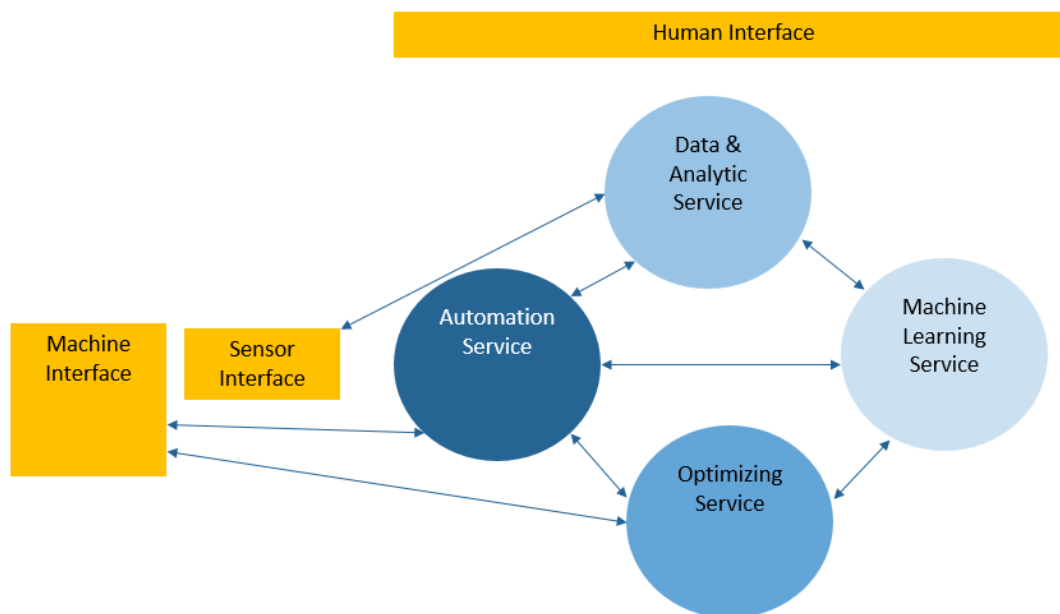 Human Interface
Data &
Analytic
Service
Automation
Service
Machine
Learning
Service
Machine
Interface
Sensor
Interface
Optimizing
Service